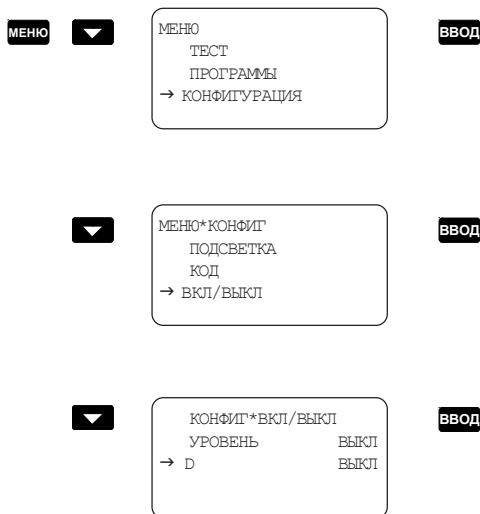 МЕНЮ
МЕНЮ
ТЕСТ
ПРОГРАММЫ
→ КОНФИГУРАЦИЯ
ВВОД
МЕНЮ*КОНФИГ
ПОДСВЕТКА
КОД
→ ВКЛ/ВЫКЛ
ВВОД
КОНФИГ*ВКЛ/ВЫКЛ
УРОВЕНЬ ВЫКЛ
→ D ВЫКЛ
ВВОД